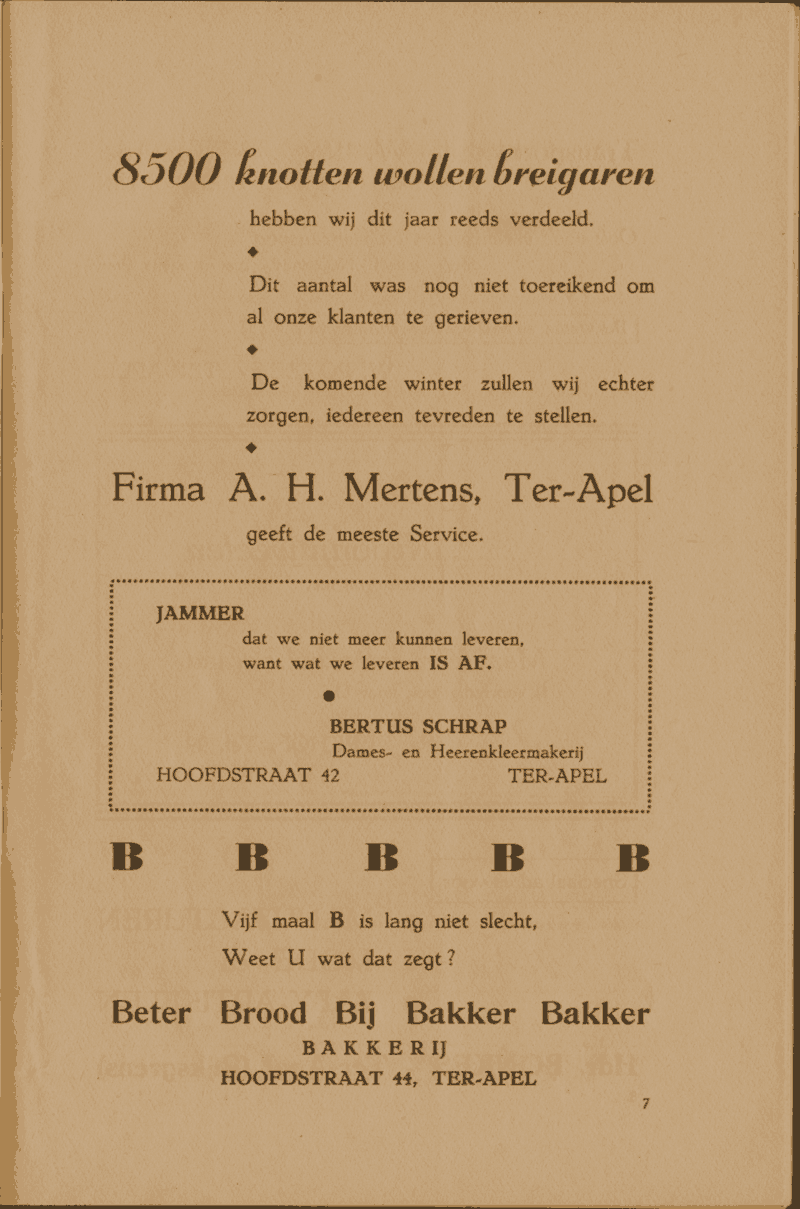 8500 knotten wollen breigaren
hebben wij dit jaar reeds verdeeld.
Dit aantal was nog niet toereikend om
al onze klanten te gerieven.
De komende winter zullen wij echter
zorgen, iedereen tevreden te stellen.
Firma A. H. Mertens, Ter-Apel
geeft de meeste Service.
JAMMER
dat we niet meer kunnen leveren,
want wat we leveren IS AF.
BERTUS SCHRAP
Dames- en Heerenkleermakerij
HOOFDSTRAAT 42 TER-APEL
B B B B B
Vijf maal B is lang niet slecht,
Weet U wat dat zegt?
Beter Brood Bij Bakker Bakker
BAKKERIJ
HOOFDSTRAAT 44, TER-APEL
7